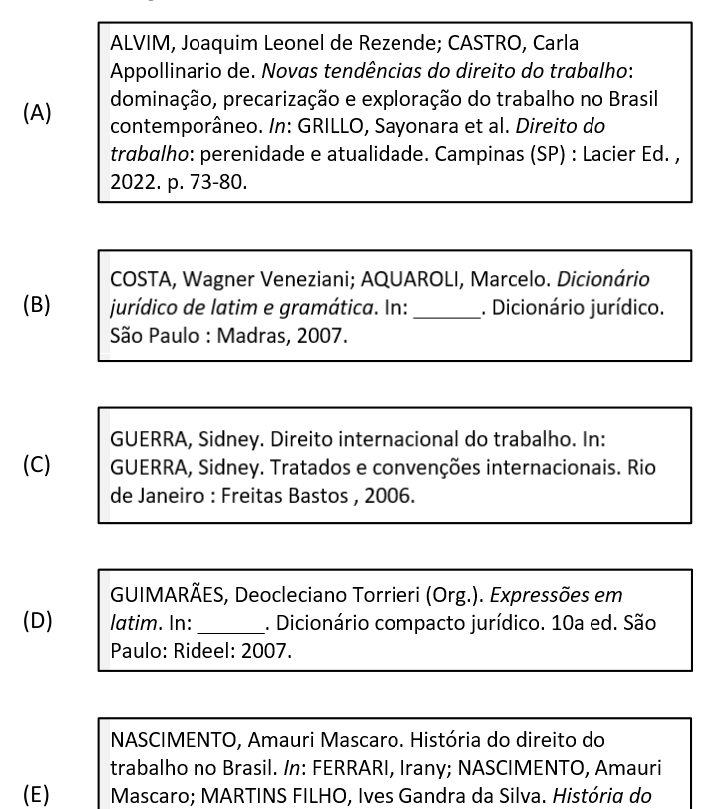 ALVIM, Joaquim Leonel de Rezende; CASTRO, Carla
Appollinario de. Novas tendências do direito do trabalho:
dominação, precarização e exploração do trabalho no Brasil
(A)
contemporâneo. In: GRILLO, Sayonara et al. Direito do
trabalho: perenidade e atualidade. Campinas (SP) : Lacier Ed. ,
2022. p. 73-80.
COSTA, Wagner Veneziani; AQUAROLI, Marcelo. Dicionário
(B)
jurídico de latim e gramática. In: ______. Dicionário jurídico.
São Paulo : Madras, 2007.
GUERRA, Sidney. Direito internacional do trabalho. In:
(C)
GUERRA, Sidney. Tratados e convenções internacionais. Rio
de Janeiro : Freitas Bastos , 2006.
GUIMARÃES, Deocleciano Torrieri (Org.). Expressões em
(D)
latim. In: ______. Dicionário compacto jurídico. 10a ed. São
Paulo: Rideel: 2007.
NASCIMENTO, Amauri Mascaro. História do direito do
trabalho no Brasil. In: FERRARI, Irany; NASCIMENTO, Amauri
(E)
Mascaro; MARTINS FILHO, Ives Gandra da Silva. História do